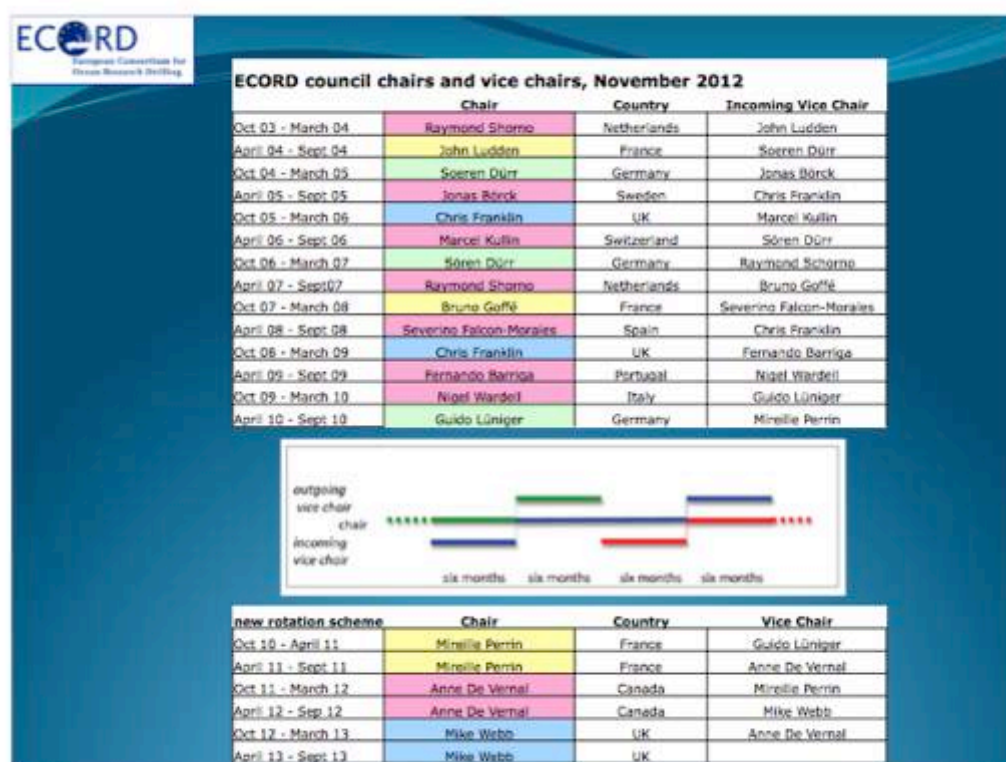 ECORD
European Consortium for
Ocean Research Drilling
ECORD council chairs and vice chairs, November 2012
Chair Country Incoming Vice Chair
Oct 03 - March 04 Raymond Shorno Netherlands John Ludden
April 04 - Sept 04 John Ludden France Soeren Dürr
Oct 04 - March 05 Soeren Dürr Germany Jonas Börck
April 05 - Sept 05 Jonas Börck Sweden Chris Franklin
Oct 05 - March 06 Chris Franklin UK Marcel Kullin
April 06 - Sept 06 Marcel Kullin Switzerland Sören Dürr
Oct 06 - March 07 Sören Dürr Germany Raymond Schorno
April 07 - Sept07 Raymond Shorno Netherlands Bruno Goffé
Oct 07 - March 08 Bruno Goffé France Severino Falcon-Morales
April 08 - Sept 08 Severino Falcon-Morales Spain Chris Franklin
Oct 08 - March 09 Chris Franklin UK Fernando Barriga
April 09 - Sept 09 Fernando Barriga Portugal Nigel Wardell
Oct 09 - March 10 Nigel Wardell Italy Guido Lüniger
April 10 - Sept 10 Guido Lüniger Germany Mireille Perrin
outgoing
vice chair
chair
incoming
vice chair
six months six months six months six months
new rotation scheme Chair Country Vice Chair
Oct 10 - April 11 Mireille Perrin France Guido Lüniger
April 11 - Sept 11 Mireille Perrin France Anne De Vernal
Oct 11 - March 12 Anne De Vernal Canada Mireille Perrin
April 12 - Sep 12 Anne De Vernal Canada Mike Webb
Oct 12 - March 13 Mike Webb UK Anne De Vernal
April 13 - Sept 13 Mike Webb UK